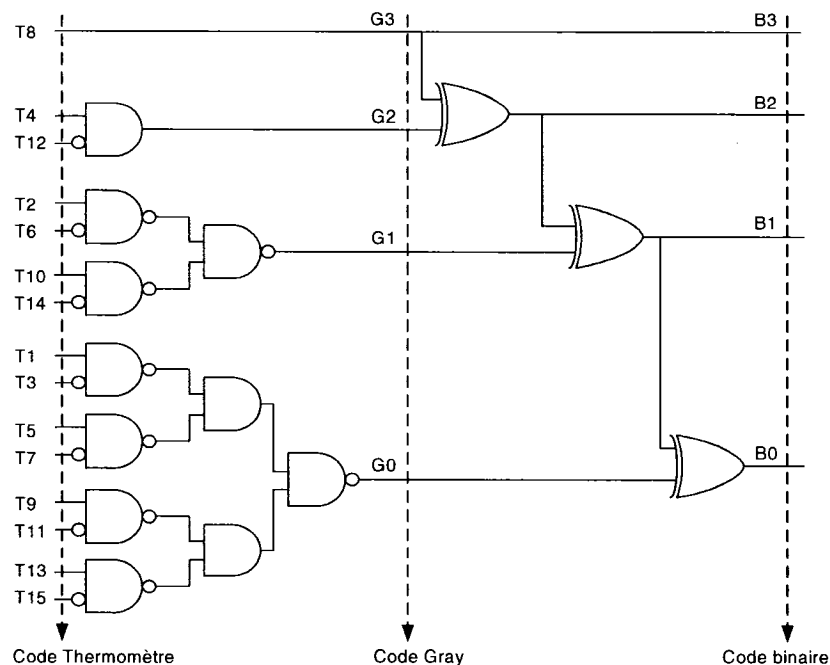 T8
G3
B3
T4
T12
G2
B2
T2
T6
T10
T14
G1
B1
T1
T3
T5
T7
T9
T11
T13
T15
G0
B0
Code Thermomètre
Code Gray
Code binaire